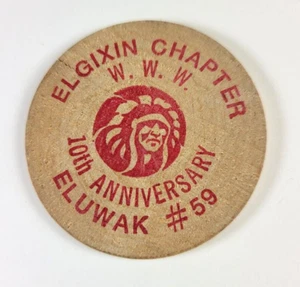 ELGIXIN CHAPTER
W. W. W.
10th ANNIVERSARY
ELUWAK #59